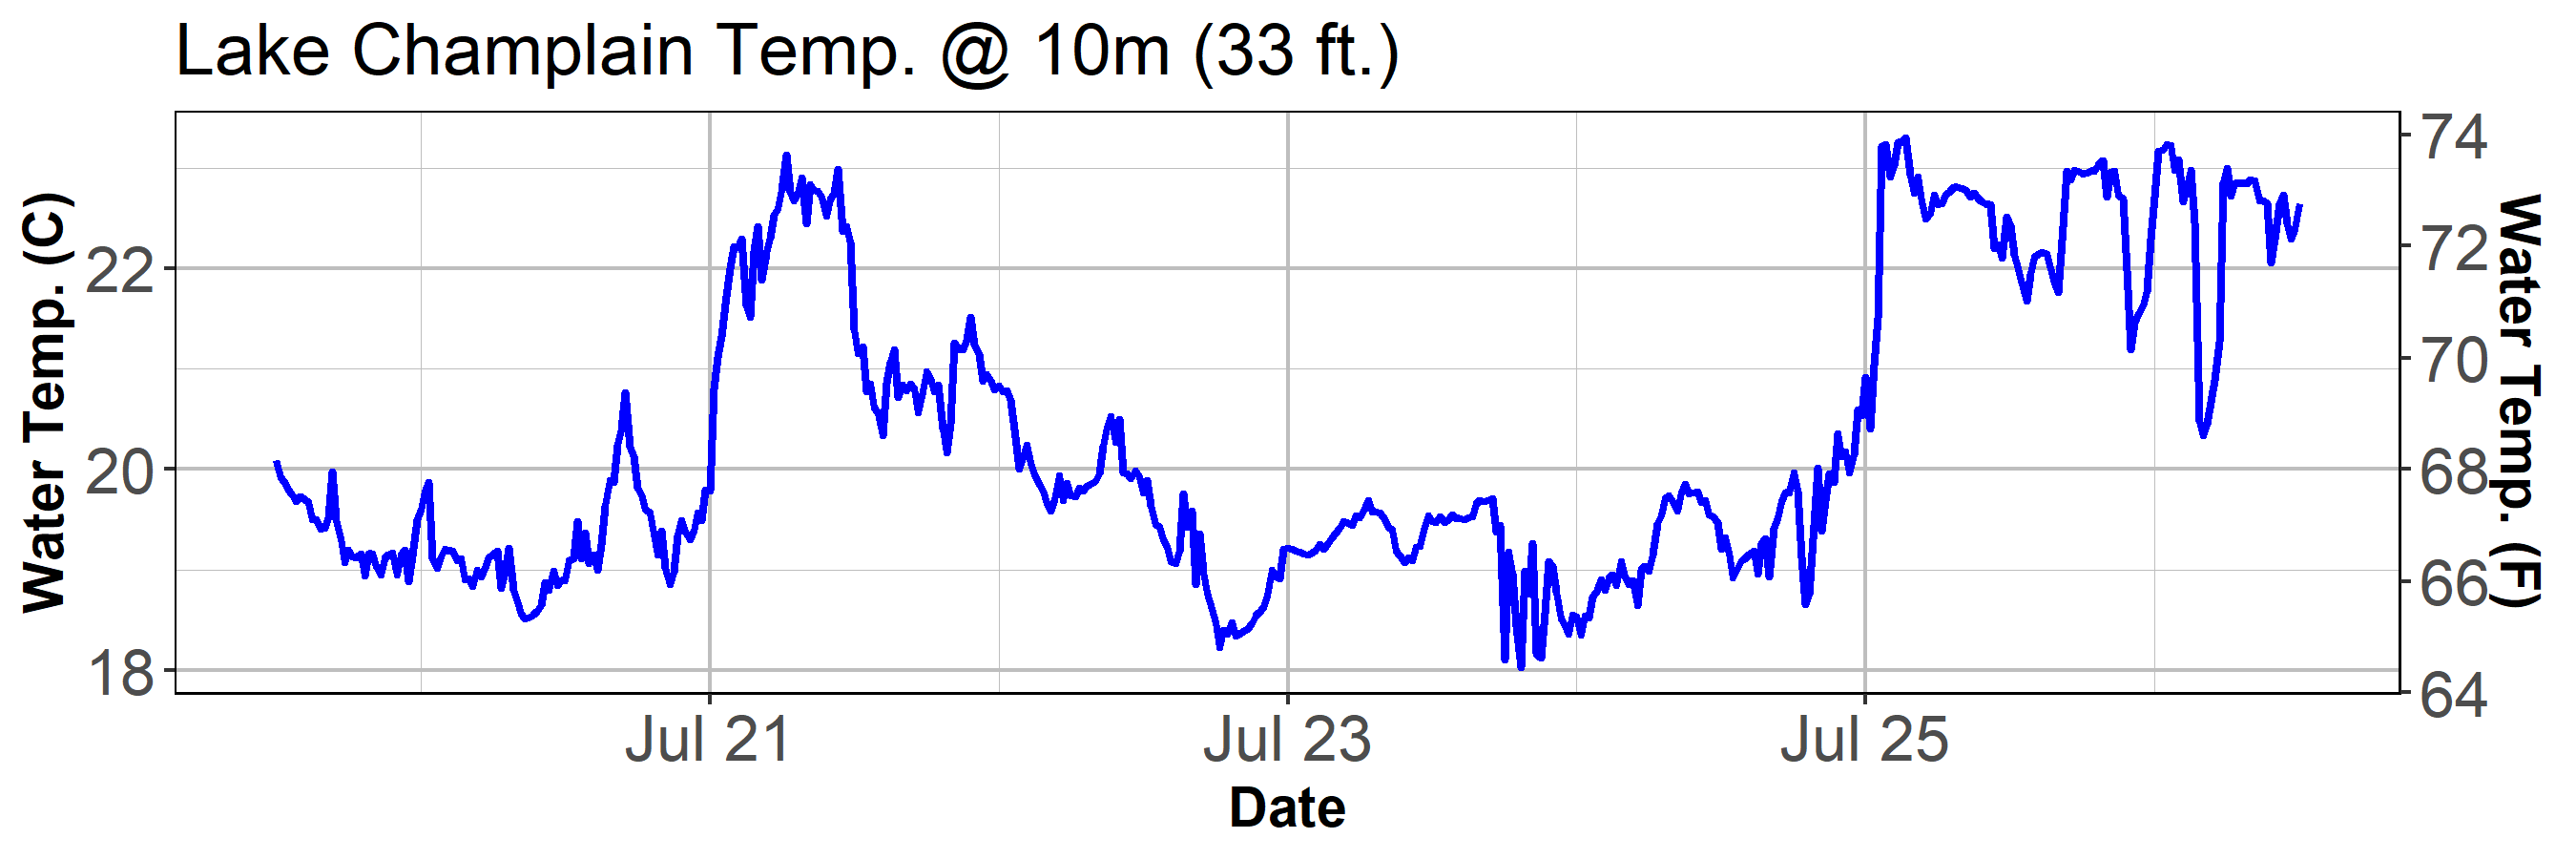 Lake Champlain Temp. @ 10m (33 ft.)
Water Temp. (C)
22
20
18
74
72
70
68
66
64
Water Temp. (F)
Jul 21
Jul 23
Jul 25
Date